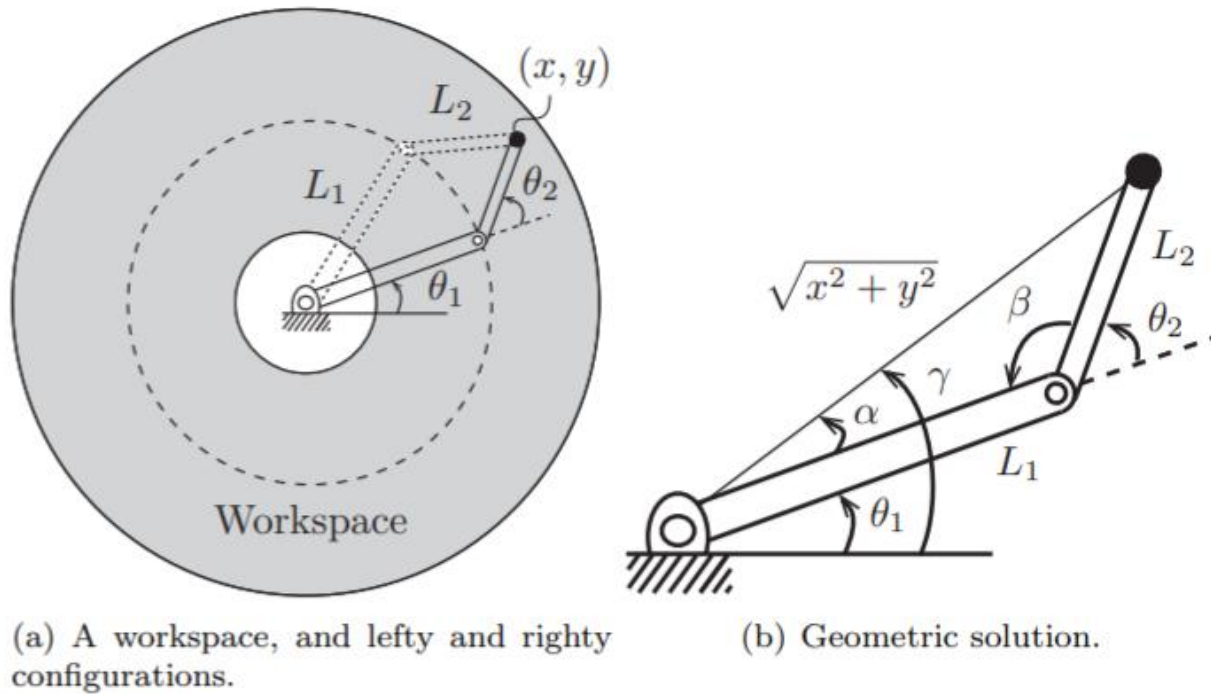 (x, y)
L₂
L₁
θ₂
θ₁
Workspace
(a) A workspace, and lefty and righty
configurations.
√(x² + y²)
L₂
β
θ₂
γ
α
L₁
θ₁
(b) Geometric solution.